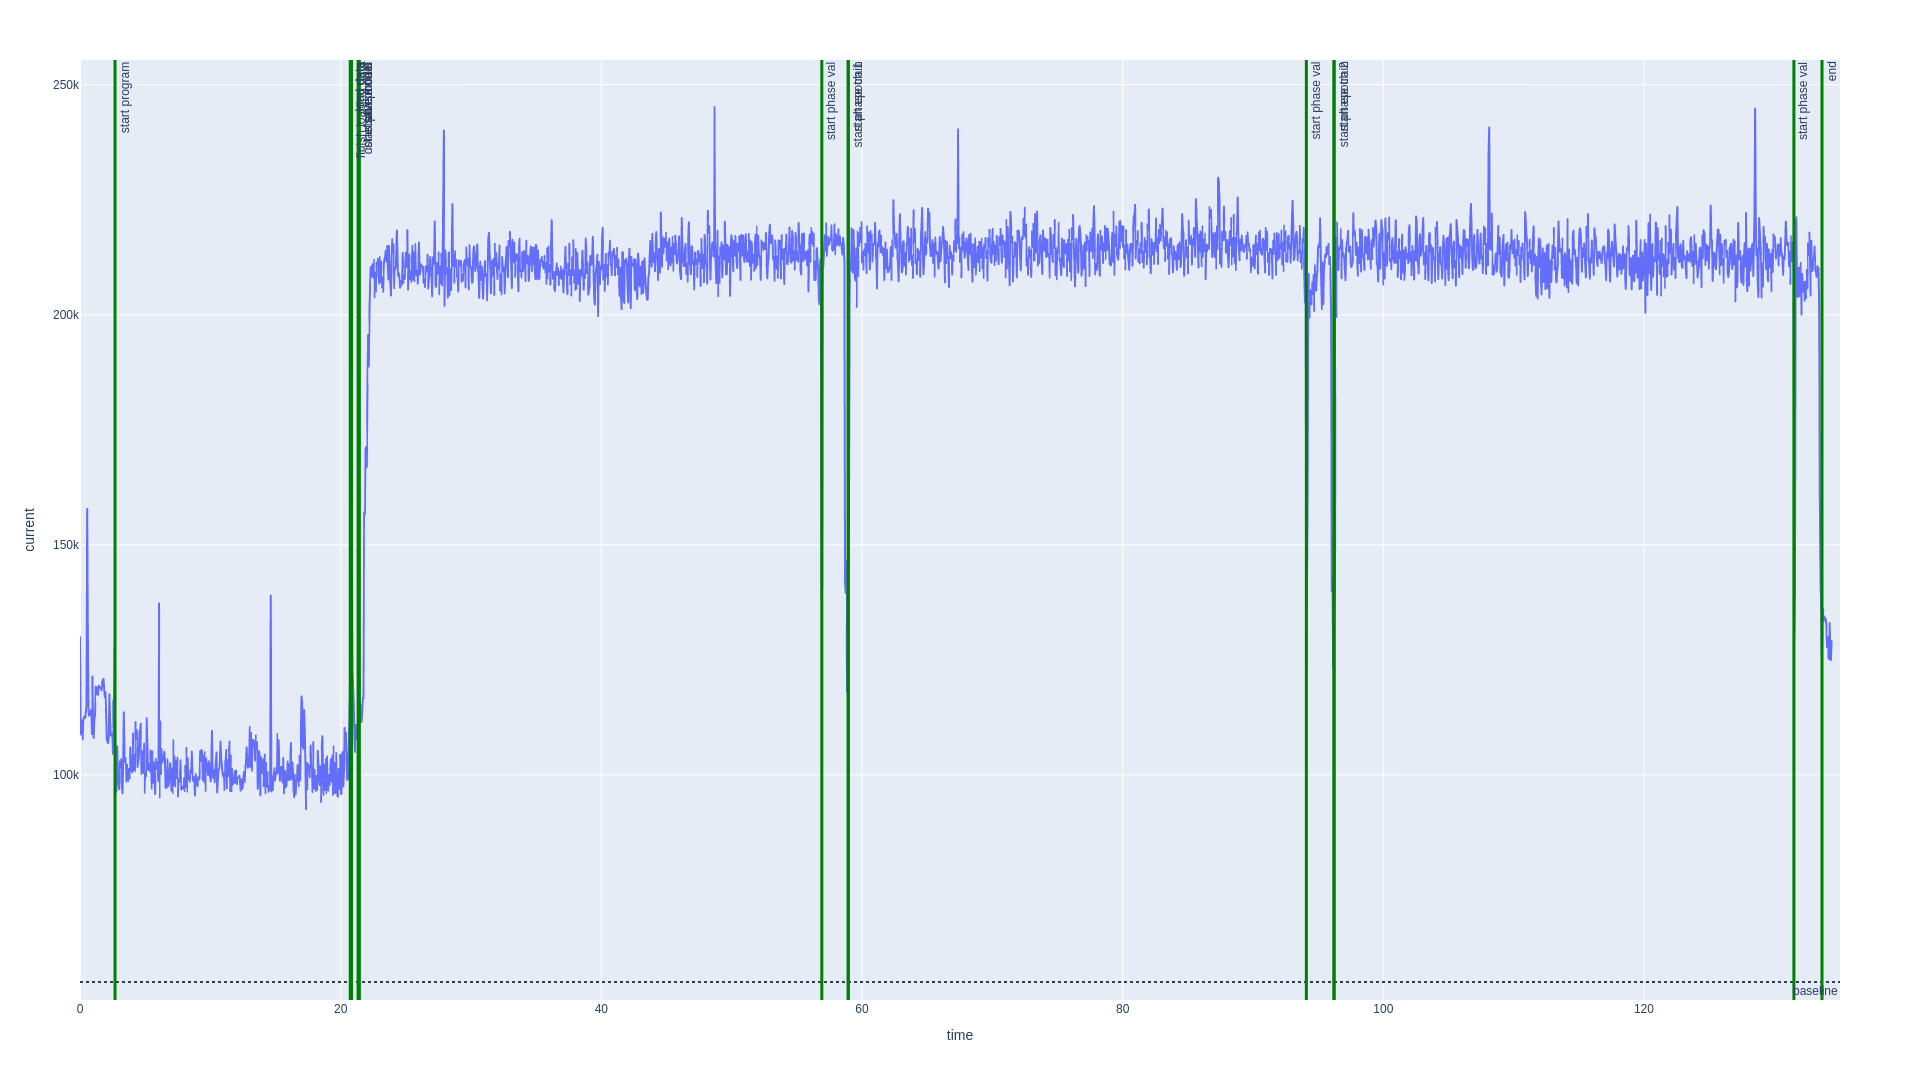 250k
200k
150k
100k
current
start program
start phase val
start phase val
start phase val
end
baseline
0
20
40
60
80
100
120
time